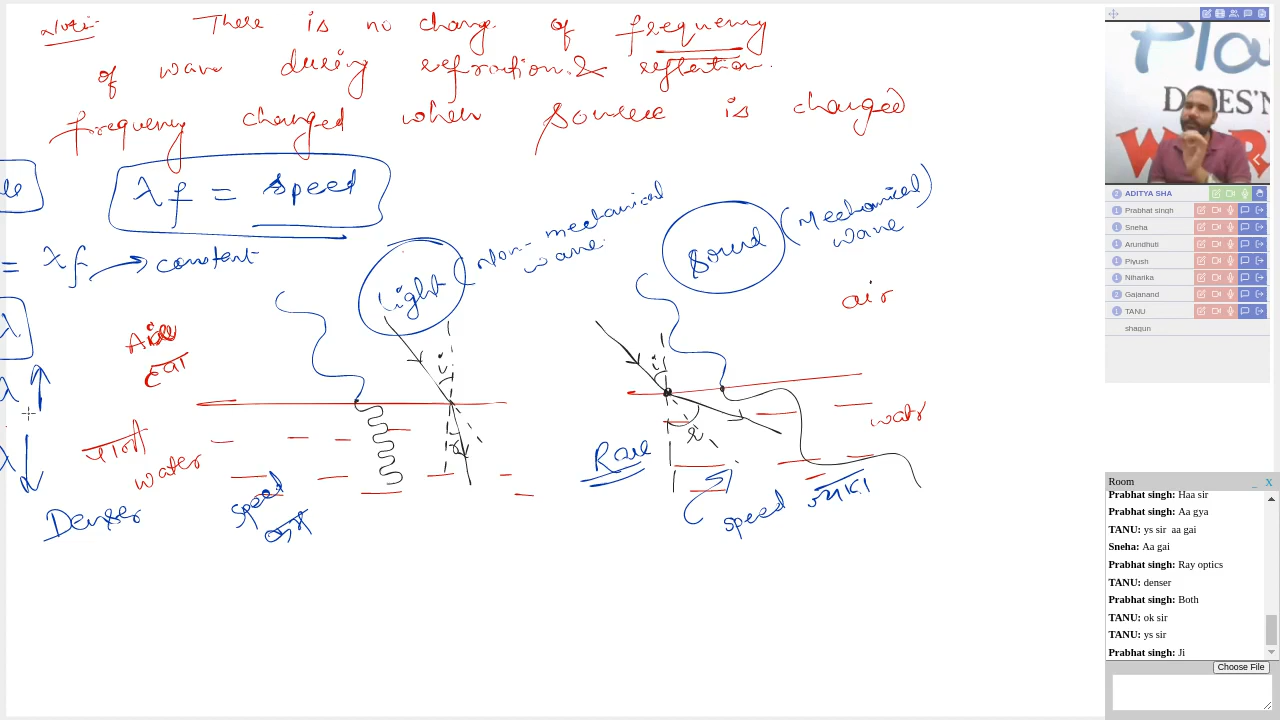 Note:- There is no change of frequency
of wave during refraction & reflection.
frequency changed when source is changed
λf = speed
= λf → constant
Light (Non-mechanical
wave.
Sound (Mechanical)
wave
air
λ
λ ↑
λ ↓
Air
i
i
r
r
पानी
water
water
Denser
speed
कम
Rare
speed ज्यादा
DOES'N
ADITYA SHA
Prabhat singh
Sneha
Arundhuti
Piyush
Niharika
Gajanand
TANU
shagun
Room
_ X
Prabhat singh: Haa sir
Prabhat singh: Aa gya
TANU: ys sir aa gai
Sneha: Aa gai
Prabhat singh: Ray optics
TANU: denser
Prabhat singh: Both
TANU: ok sir
TANU: ys sir
Prabhat singh: Ji
Choose File